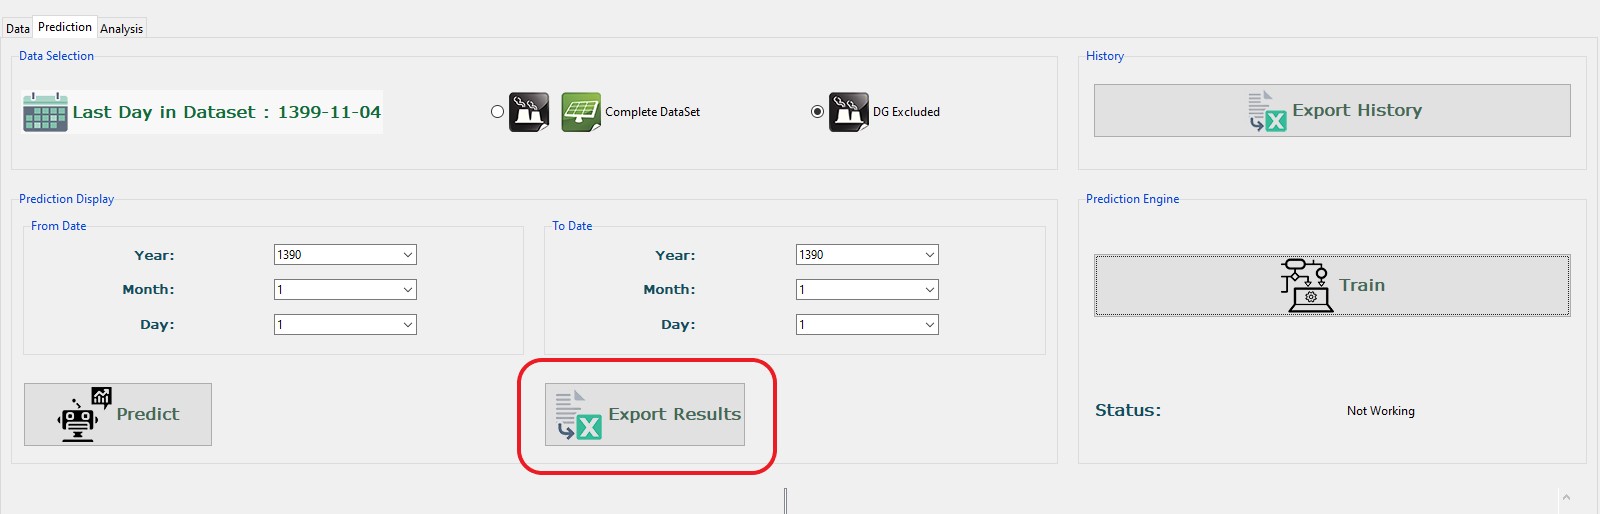 Data Prediction Analysis
Data Selection
Last Day in Dataset : 1399-11-04
Complete DataSet
DG Excluded
History
Export History
Prediction Display
From Date
Year: 1390
Month: 1
Day: 1
To Date
Year: 1390
Month: 1
Day: 1
Predict
Export Results
Prediction Engine
Train
Status: Not Working